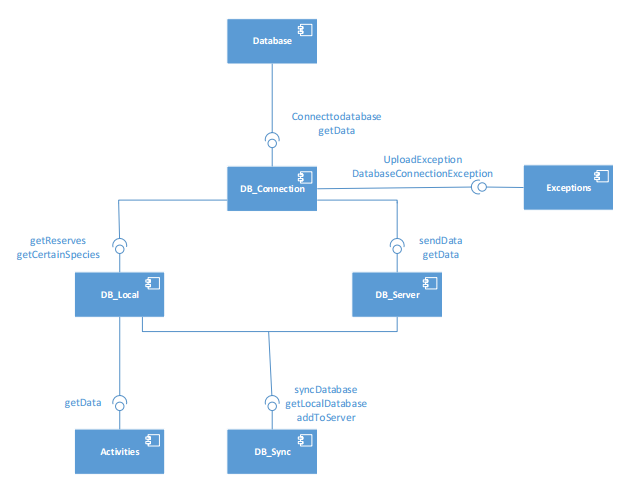 Database
Connecttodatabase
getData
UploadException
DatabaseConnectionException
DB_Connection
Exceptions
getReserves
getCertainSpecies
sendData
getData
DB_Local
DB_Server
getData
syncDatabase
getLocalDatabase
addToServer
Activities
DB_Sync